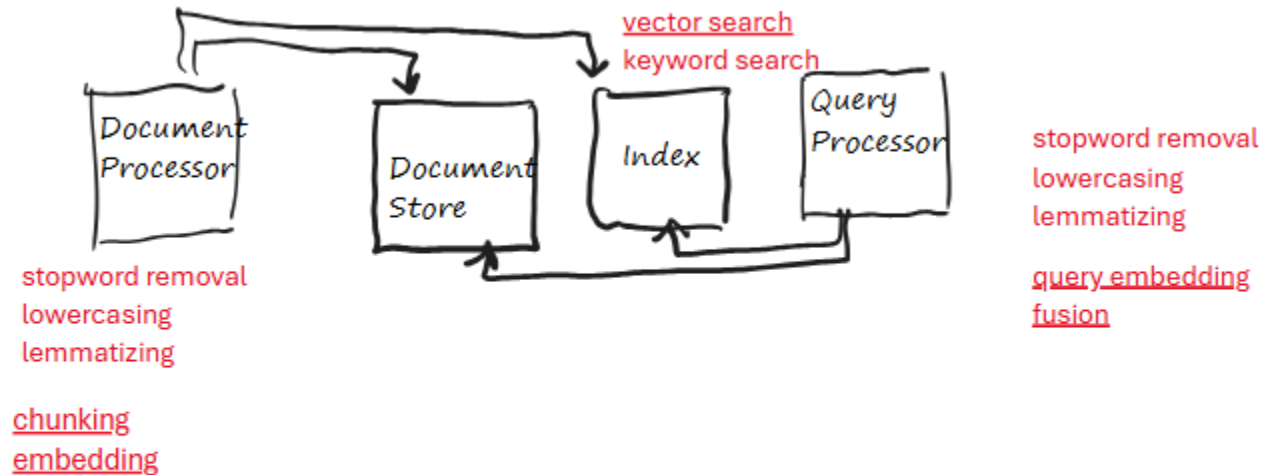 vector search
keyword search
Document
Processor
Document
Store
Index
Query
Processor
stopword removal
lowercasing
lemmatizing
chunking
embedding
stopword removal
lowercasing
lemmatizing
query embedding
fusion